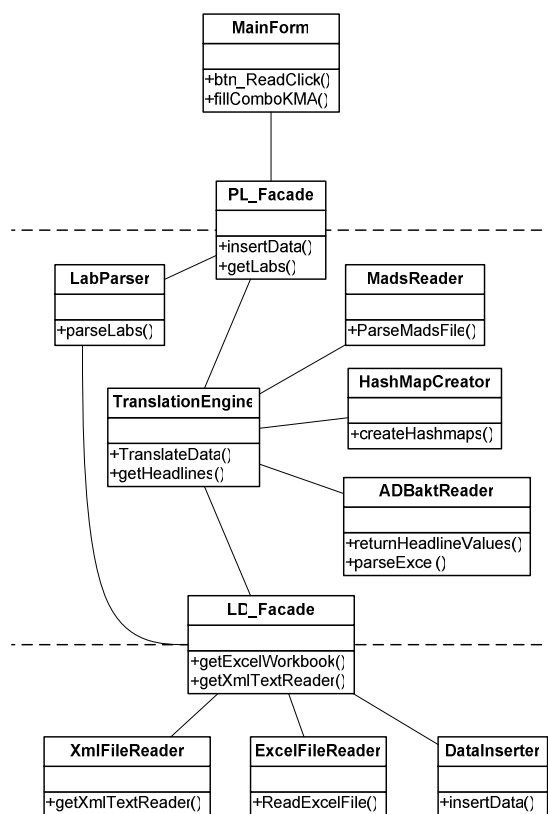 MainForm
+btn_ReadClick()
+fillComboKMA()
PL_Facade
+insertData()
+getLabs()
LabParser
+parseLabs()
MadsReader
+ParseMadsFile()
HashMapCreator
+createHashmaps()
TranslationEngine
+TranslateData()
+getHeadlines()
ADBaktReader
+returnHeadlineValues()
+parseExce()
LD_Facade
+getExcelWorkbook()
+getXmlTextReader()
XmlFileReader
+getXmlTextReader()
ExcelFileReader
+ReadExcelFile()
DataInserter
+insertData()